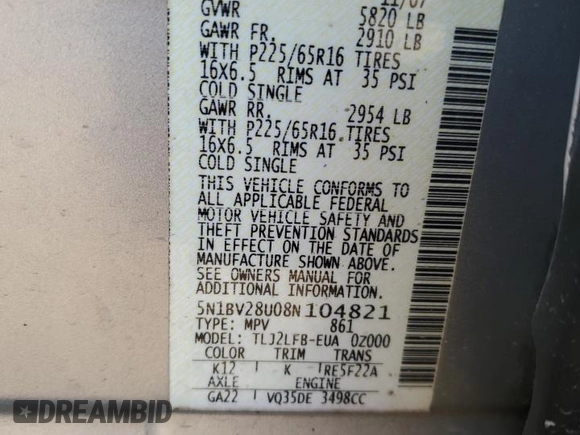 11/07
GVWR 5820 LB
GAWR FR. 2910 LB
WITH P225/65R16 TIRES
16X6.5 RIMS AT 35 PSI
COLD SINGLE
GAWR RR. 2954 LB
WITH P225/65R16 TIRES
16X6.5 RIMS AT 35 PSI
COLD SINGLE
THIS VEHICLE CONFORMS TO
ALL APPLICABLE FEDERAL
MOTOR VEHICLE SAFETY AND
THEFT PREVENTION STANDARDS
IN EFFECT ON THE DATE OF
MANUFACTURE SHOWN ABOVE.
SEE OWNERS MANUAL FOR
ADDITIONAL INFORMATION.
5N1BV28U08N104821
TYPE: MPV 861
MODEL: TLJ2LFB-EUA 0Z000
COLOR TRIM TRANS
K12 K RE5F22A
AXLE ENGINE
GA22 VQ35DE 3498CC
DREAMBID